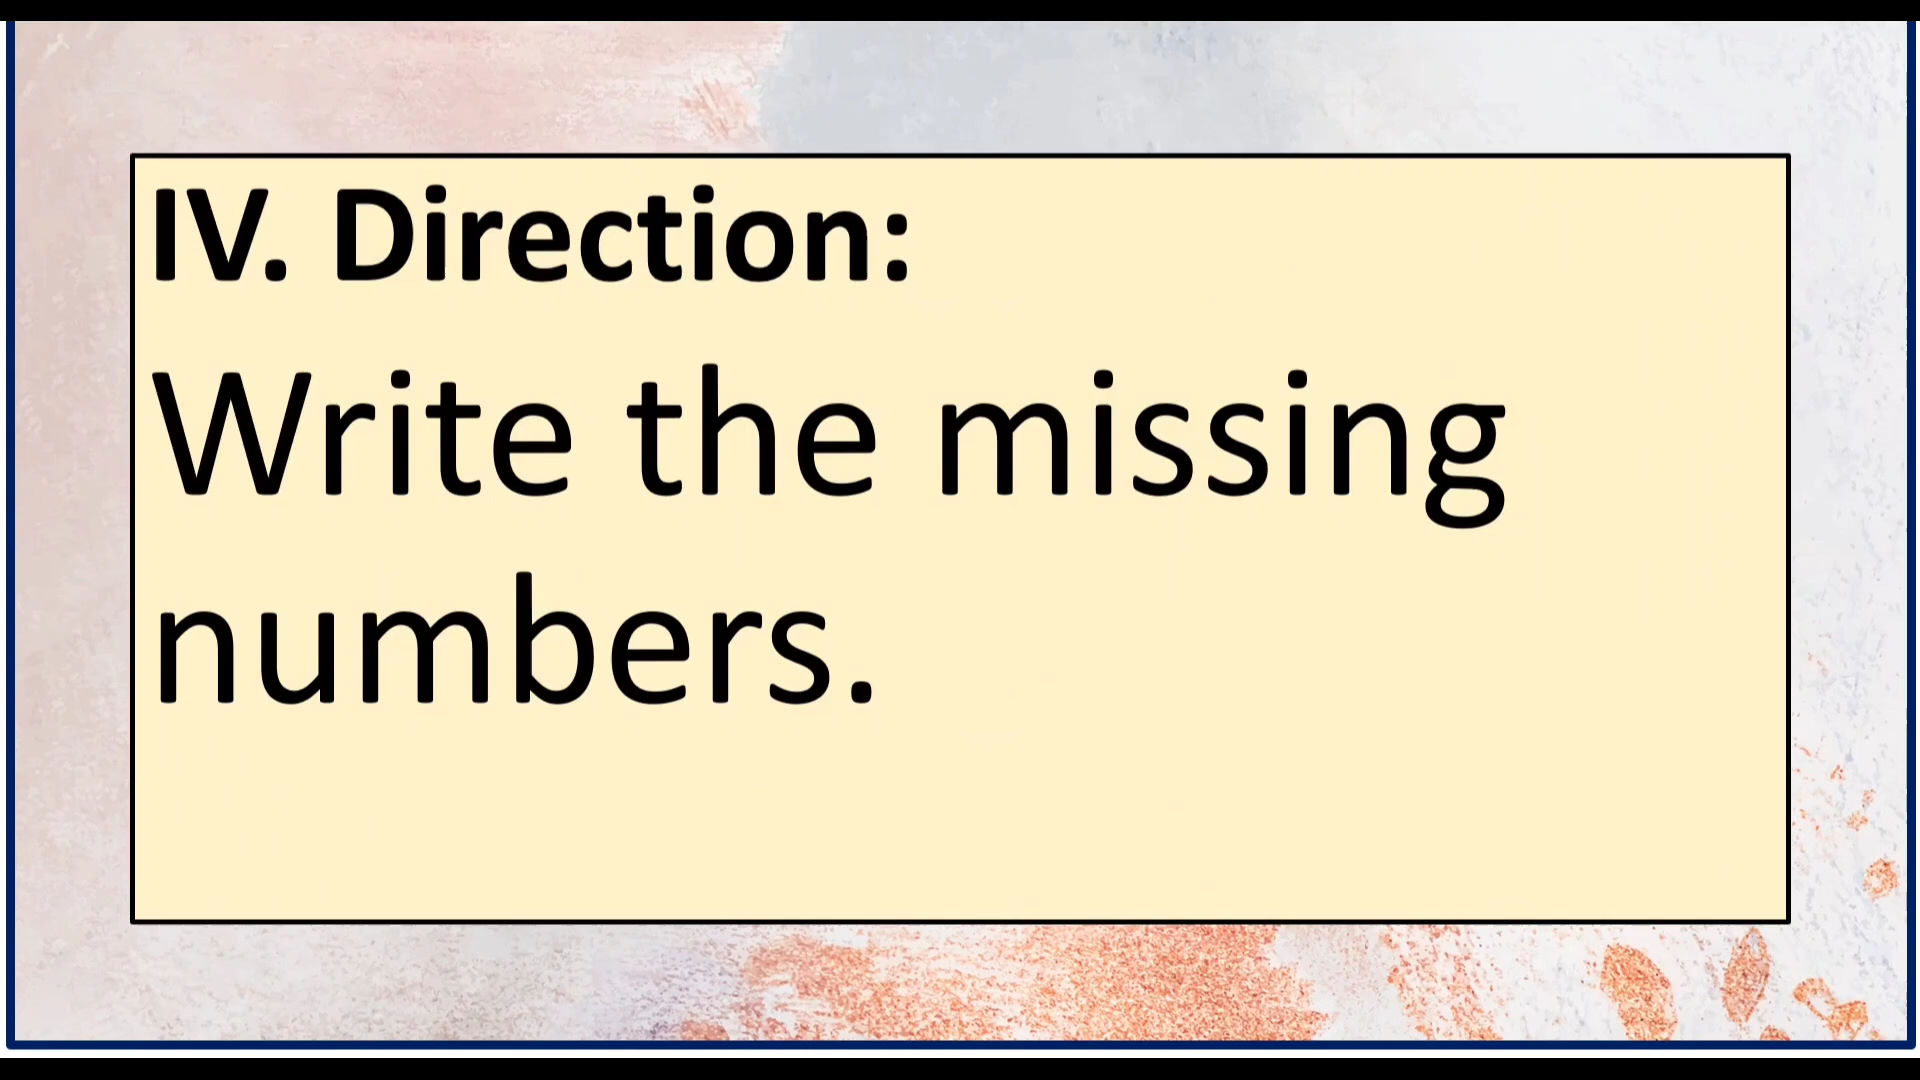 IV. Direction:
Write the missing
numbers.